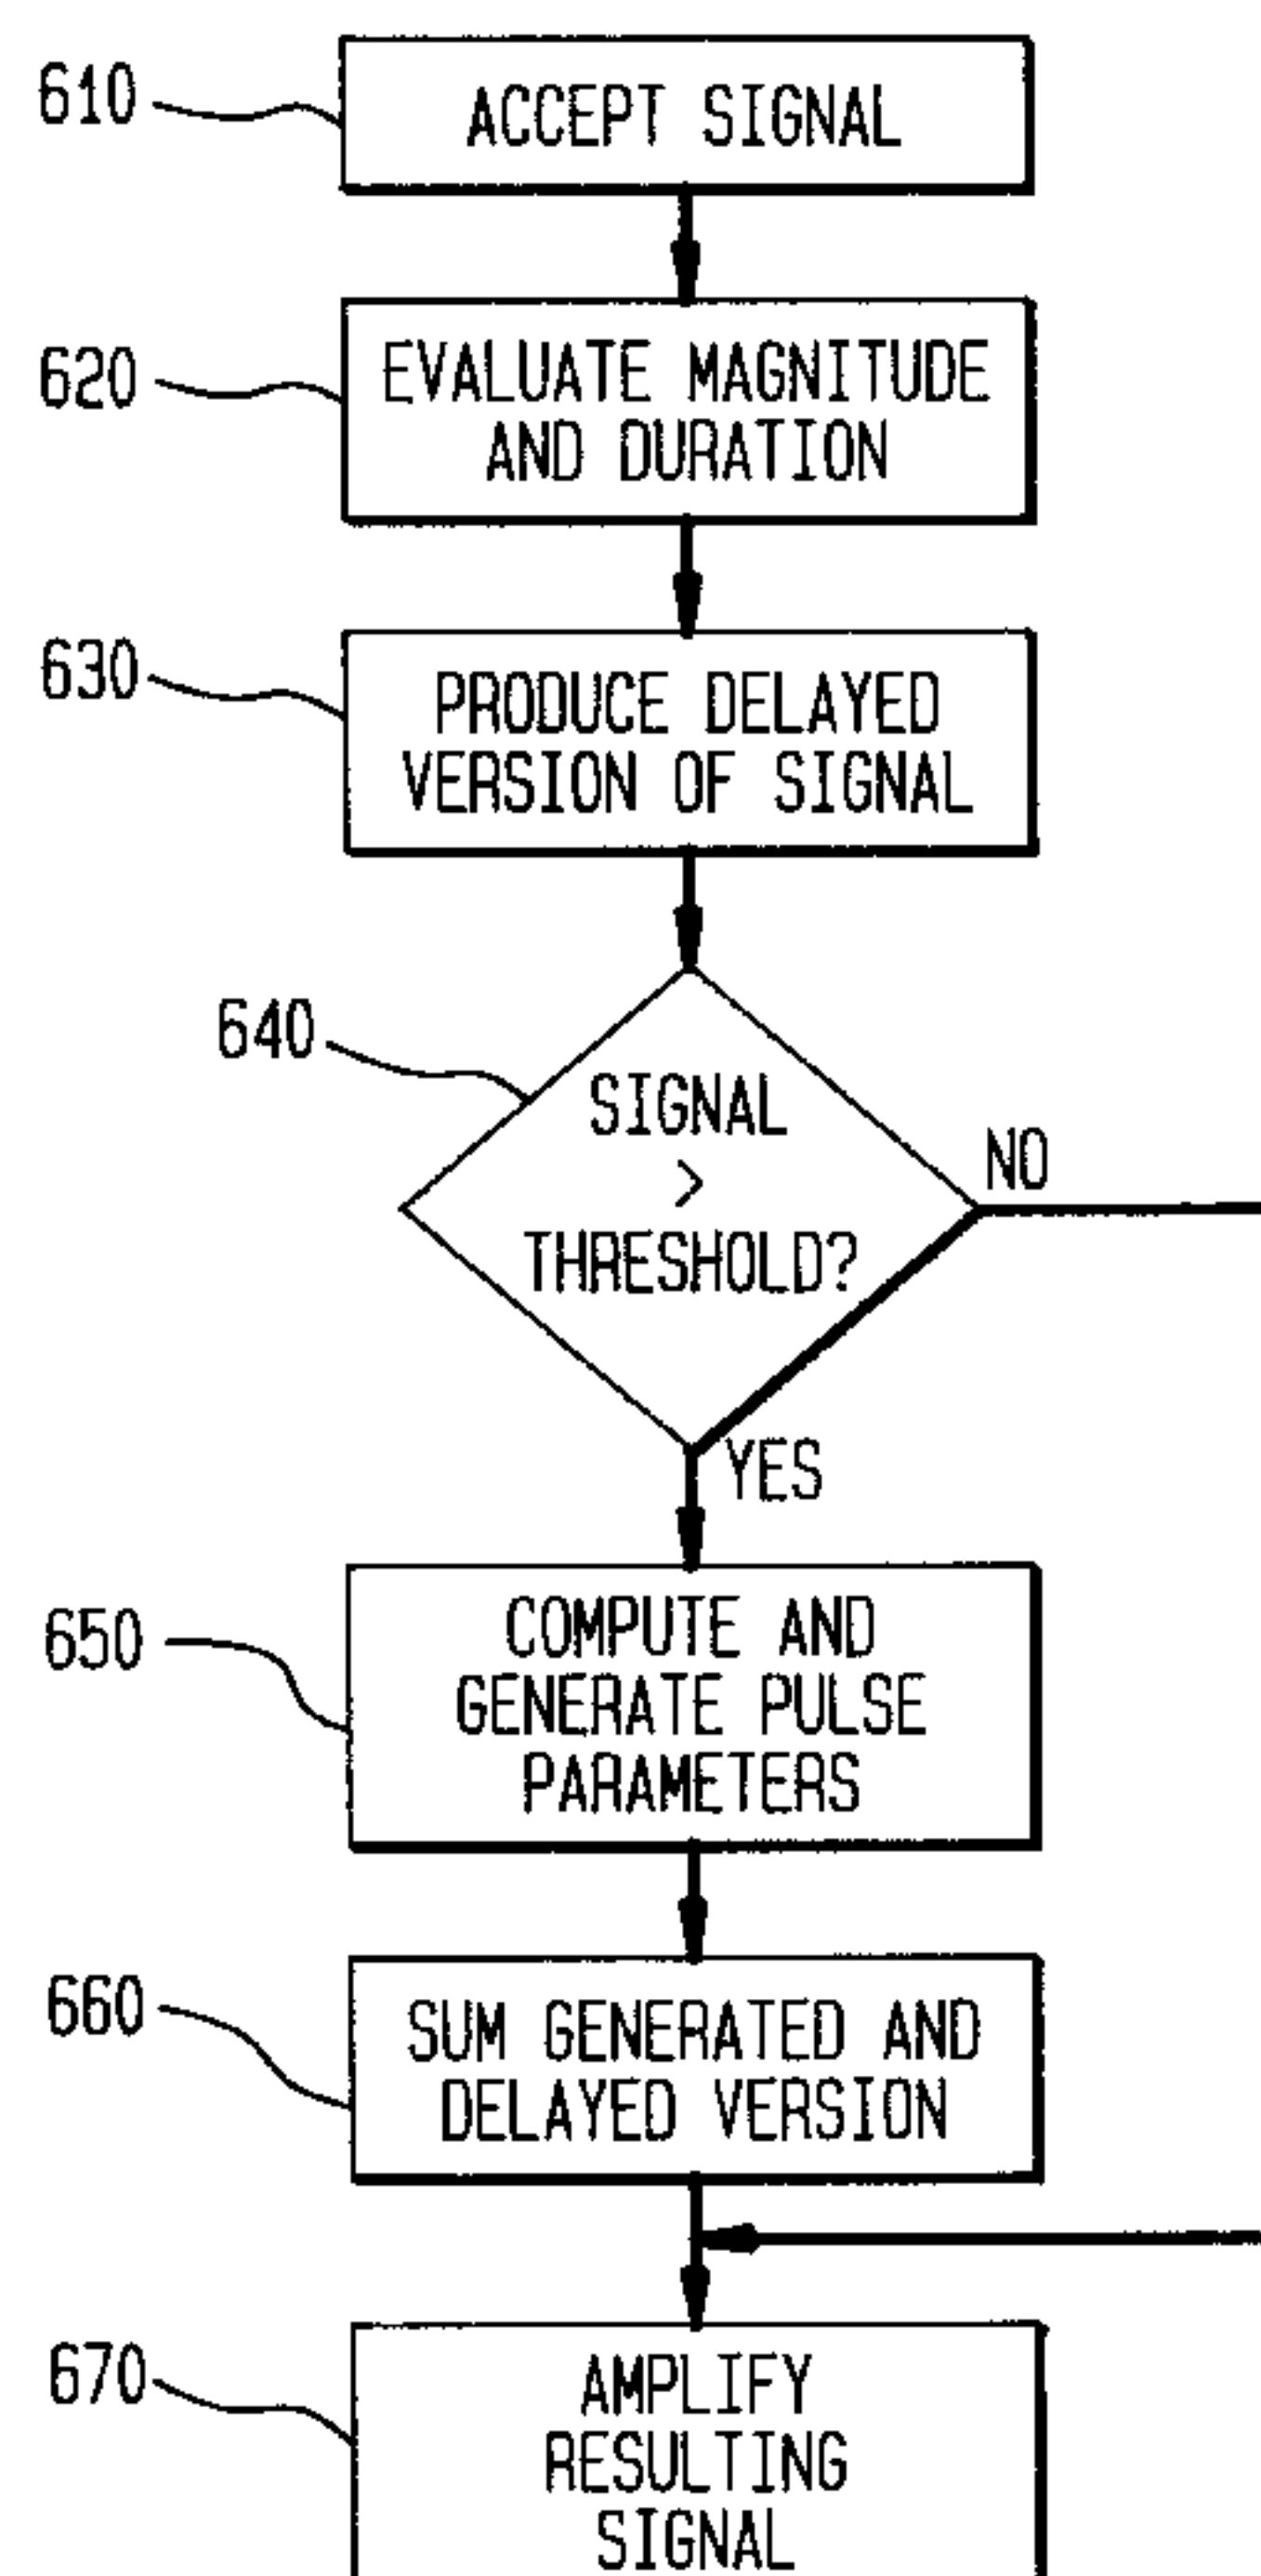 610
ACCEPT SIGNAL
620
EVALUATE MAGNITUDE
AND DURATION
630
PRODUCE DELAYED
VERSION OF SIGNAL
640
SIGNAL
>
THRESHOLD?
NO
YES
650
COMPUTE AND
GENERATE PULSE
PARAMETERS
660
SUM GENERATED AND
DELAYED VERSION
670
AMPLIFY
RESULTING
SIGNAL